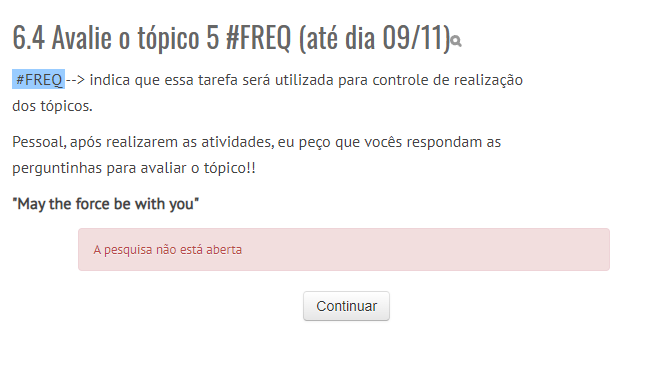 6.4 Avalie o tópico 5 #FREQ (até dia 09/11)
#FREQ --> indica que essa tarefa será utilizada para controle de realização
dos tópicos.
Pessoal, após realizarem as atividades, eu peço que vocês respondam as
perguntinhas para avaliar o tópico!!
"May the force be with you"
A pesquisa não está aberta
Continuar